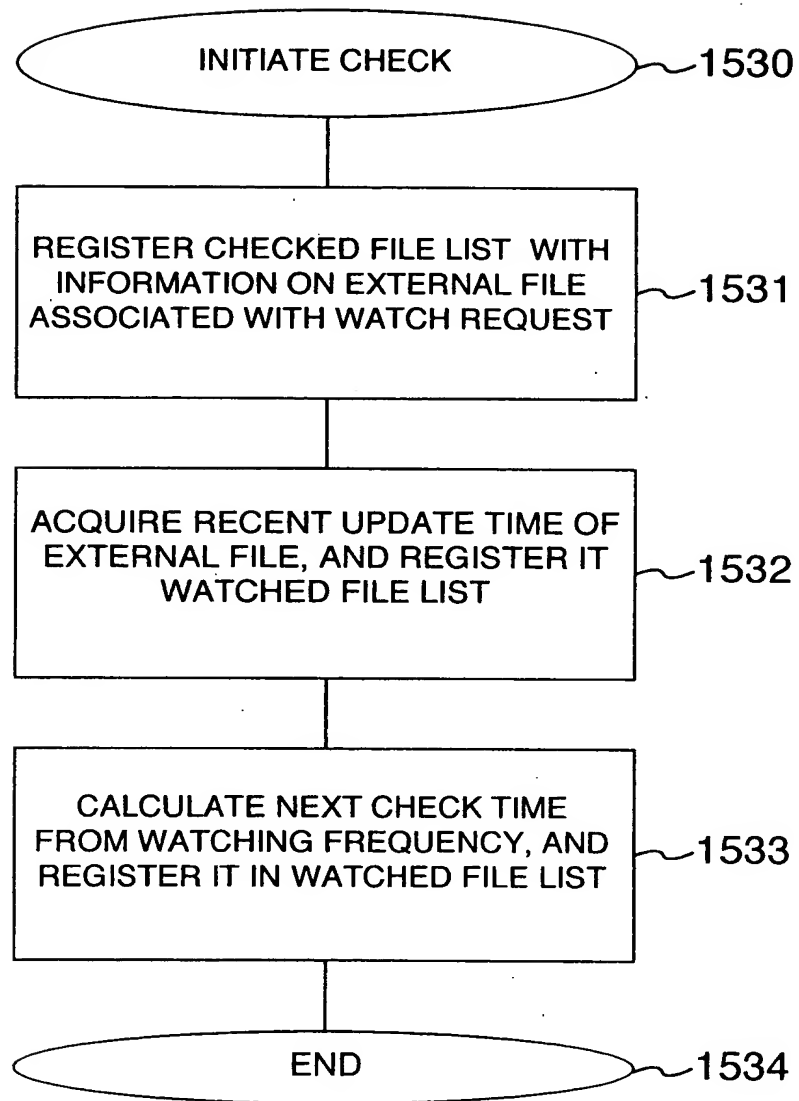 INITIATE CHECK
1530
REGISTER CHECKED FILE LIST WITH
INFORMATION ON EXTERNAL FILE
ASSOCIATED WITH WATCH REQUEST
1531
ACQUIRE RECENT UPDATE TIME OF
EXTERNAL FILE, AND REGISTER IT
WATCHED FILE LIST
1532
CALCULATE NEXT CHECK TIME
FROM WATCHING FREQUENCY, AND
REGISTER IT IN WATCHED FILE LIST
1533
END
1534